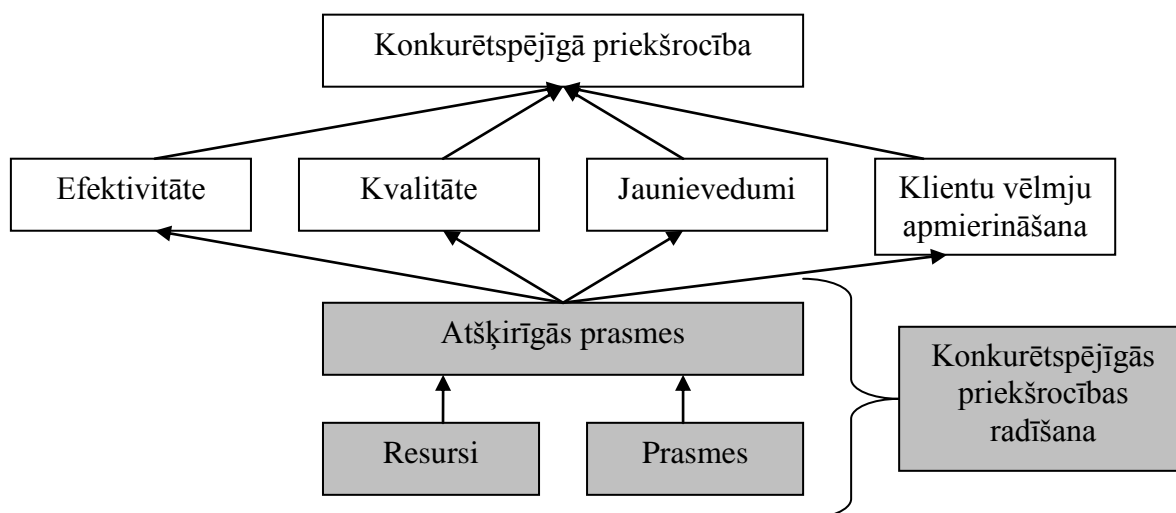 Konkurētspējīgā priekšrocība
Efektivitāte
Kvalitāte
Jaunievedumi
Klientu vēlmju
apmierināšana
Atšķirīgās prasmes
Konkurētspējīgās
priekšrocības
radīšana
Resursi
Prasmes